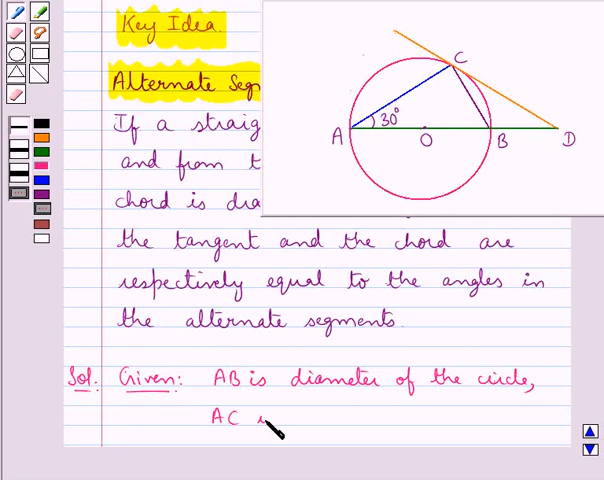 Key Idea.
Alternate Seg
If a straig
and from t
chord is dra
the tangent and the chord are
respectively equal to the angles in
the alternate segments.
Sol. Given: AB is diameter of the circle,
AC
C
A 30° O B D